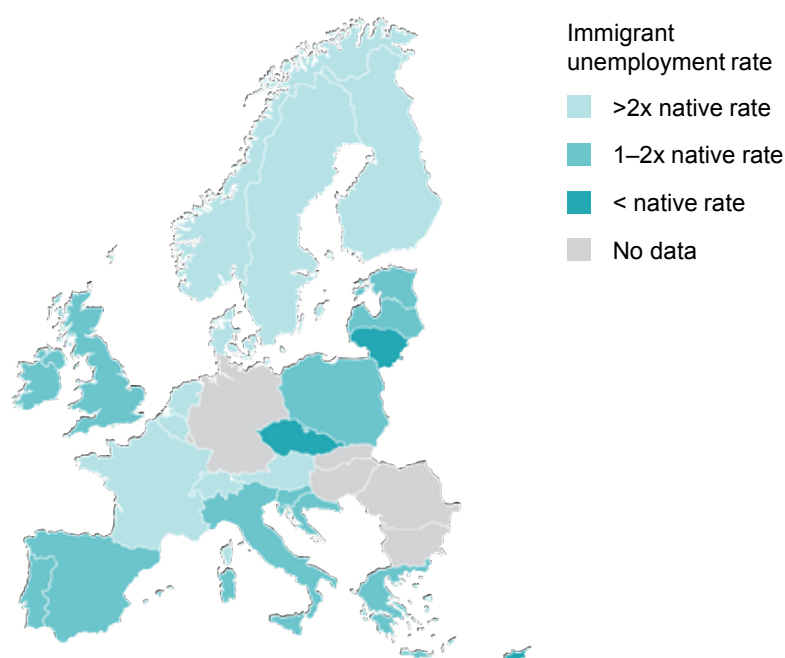 Immigrant
unemployment rate
>2x native rate
1–2x native rate
< native rate
No data